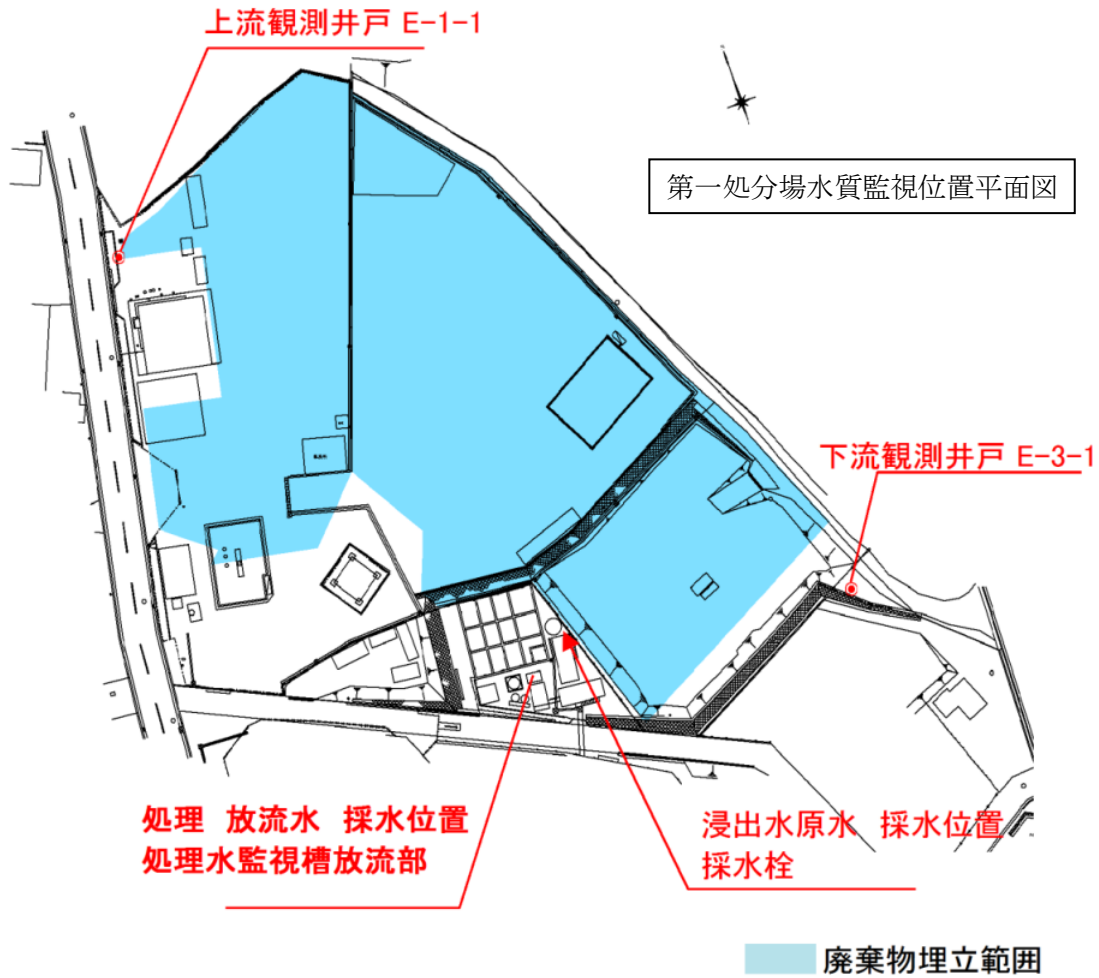 上流観測井戸 E-1-1
第一処分場水質監視位置平面図
下流観測井戸 E-3-1
処理 放流水 採水位置
処理水監視槽放流部
浸出水原水 採水位置
採水栓
廃棄物埋立範囲